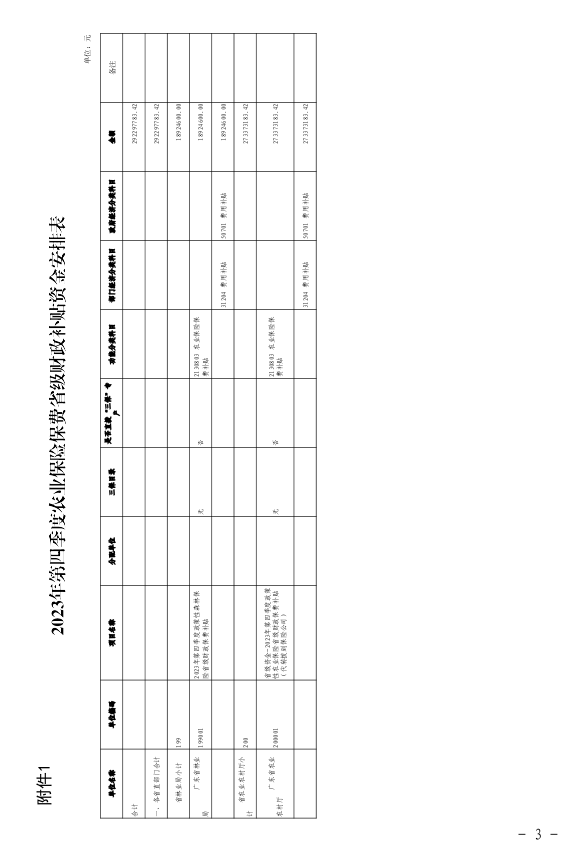 附件1
2023年第四季度农业保险保费省级财政补贴资金安排表
单位：元
单位名称 单位编码 项目名称 分配单位 三保目录 是否直拨“三保”专户 功能分类科目 部门经济分类科目 政府经济分类科目 金额 备注
合计 292297783.42
一、各省直部门合计 292297783.42
省林业局小计 199 18924600.00
广东省林业局 199001 2023年第四季度政策性森林保险省级财政保费补贴 无 否 2130803 农业保险保费补贴 18924600.00
31204 费用补贴 50701 费用补贴 18924600.00
省农业农村厅小计 200 273373183.42
广东省农业农村厅 200001 省级资金-2023年第四季度政策性农业保险省级财政保费补贴（代码拨到保险公司） 无 否 2130803 农业保险保费补贴 273373183.42
31204 费用补贴 50701 费用补贴 273373183.42
- 3 -